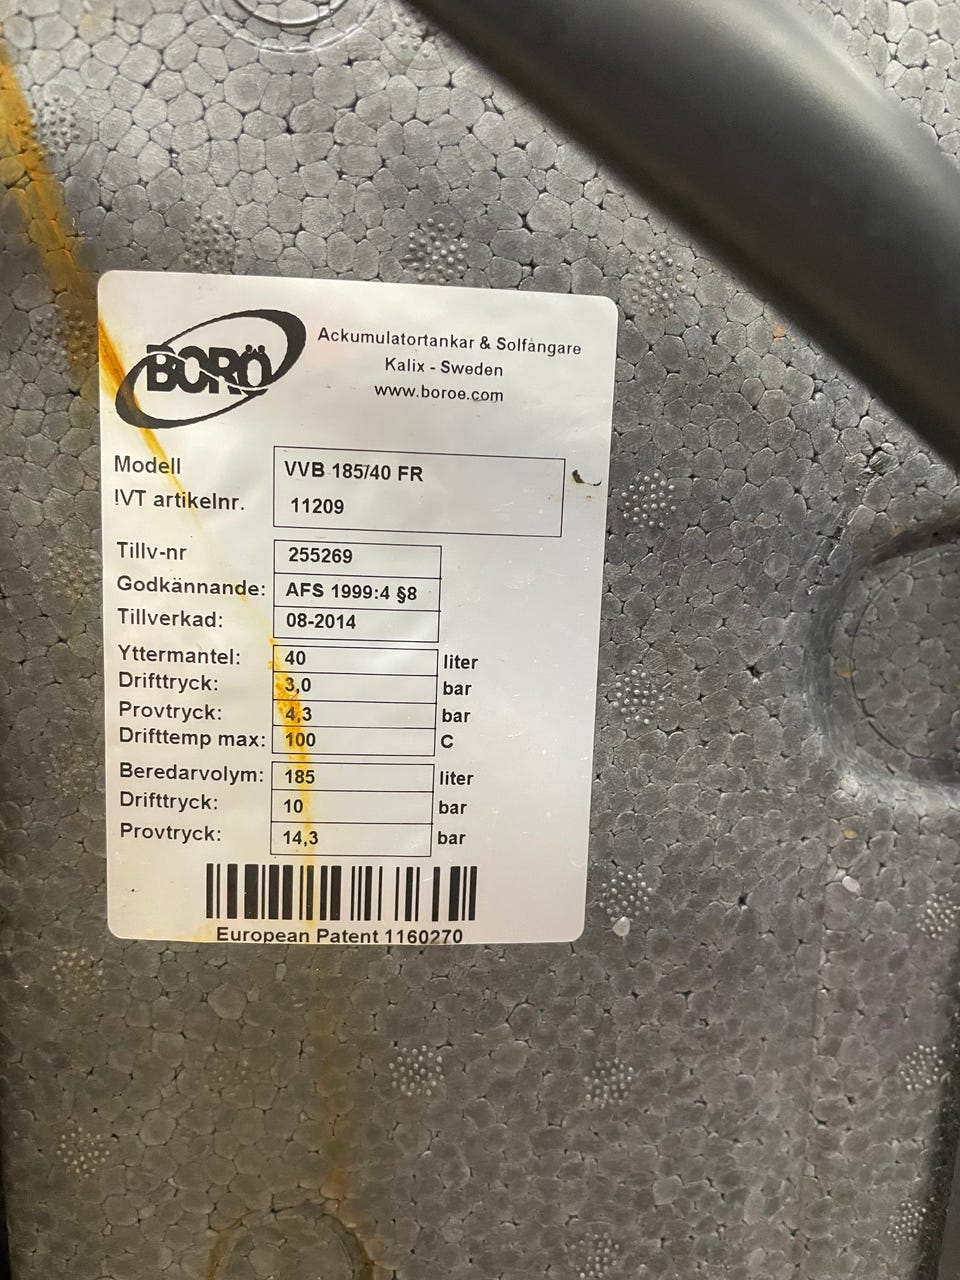 BORÖ
Ackumulatortankar & Solfångare
Kalix - Sweden
www.boroe.com
Modell VVB 185/40 FR
IVT artikelnr. 11209
Tillv-nr 255269
Godkännande: AFS 1999:4 §8
Tillverkad: 08-2014
Yttermantel: 40 liter
Drifttryck: 3,0 bar
Provtryck: 4,3 bar
Drifttemp max: 100 C
Beredarvolym: 185 liter
Drifttryck: 10 bar
Provtryck: 14,3 bar
European Patent 1160270